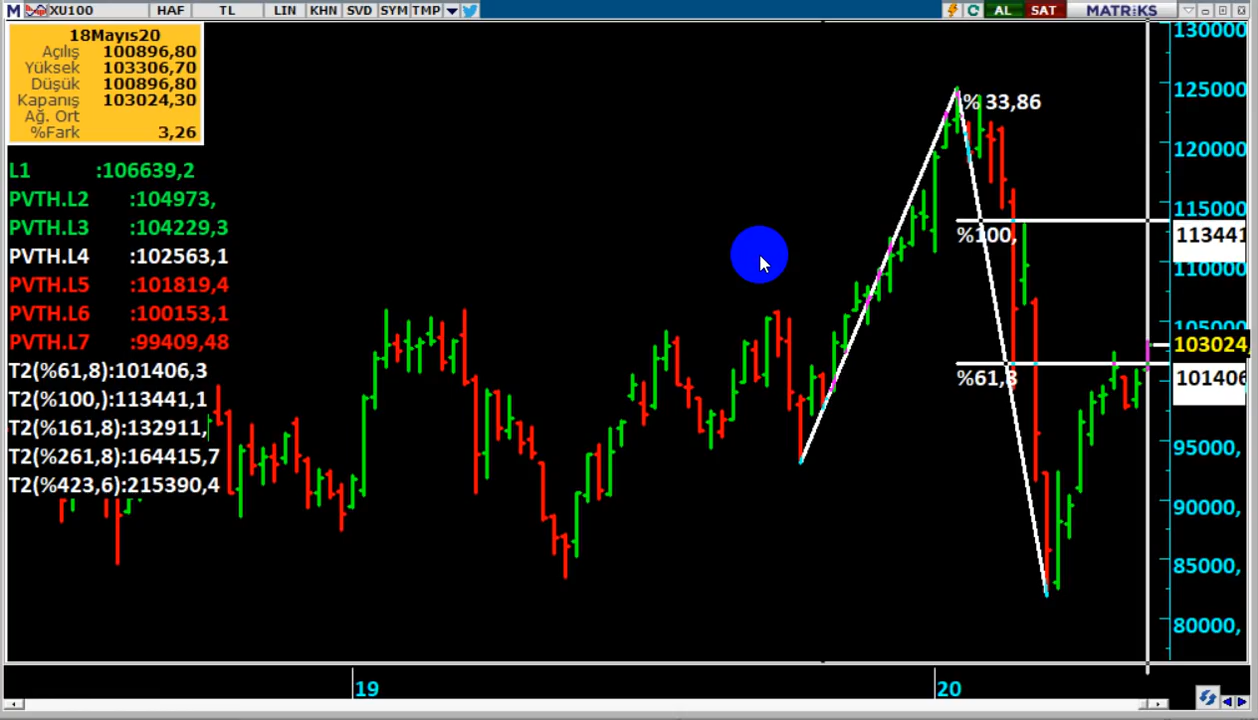 M XU100 HAF TL LIN KHN SVD SYM TMP AL SAT MATRiKS
18Mayıs20
Açılış 100896,80
Yüksek 103306,70
Düşük 100896,80
Kapanış 103024,30
Ağ. Ort
%Fark 3,26
L1 :106639,2
PVTH.L2 :104973,
PVTH.L3 :104229,3
PVTH.L4 :102563,1
PVTH.L5 :101819,4
PVTH.L6 :100153,1
PVTH.L7 :99409,48
T2(%61,8):101406,3
T2(%100,):113441,1
T2(%161,8):132911,
T2(%261,8):164415,7
T2(%423,6):215390,4
% 33,86
%100,
%61,8
130000
125000
120000
115000
113441
110000
105000
103024,
101406
95000,
90000,
85000,
80000,
19
20